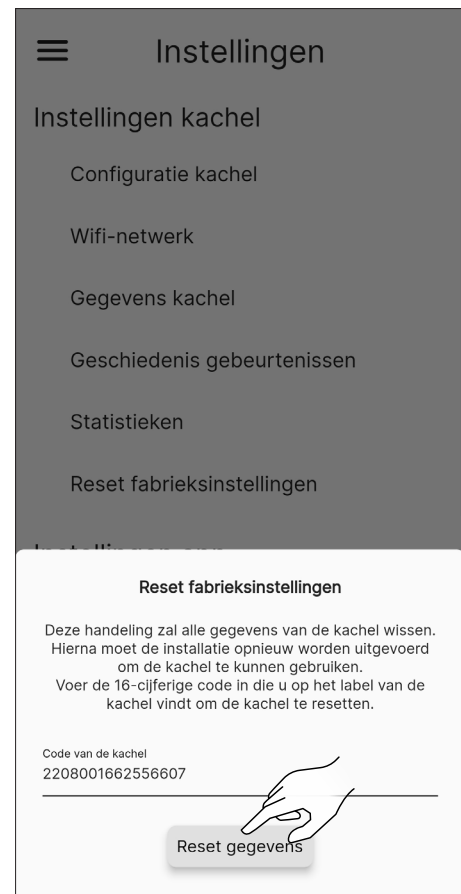 Instellingen
Instellingen kachel
Configuratie kachel
Wifi-netwerk
Gegevens kachel
Geschiedenis gebeurtenissen
Statistieken
Reset fabrieksinstellingen
Instellingen app
Reset fabrieksinstellingen
Deze handeling zal alle gegevens van de kachel wissen.
Hierna moet de installatie opnieuw worden uitgevoerd
om de kachel te kunnen gebruiken.
Voer de 16-cijferige code in die u op het label van de
kachel vindt om de kachel te resetten.
Code van de kachel
2208001662556607
Reset gegevens